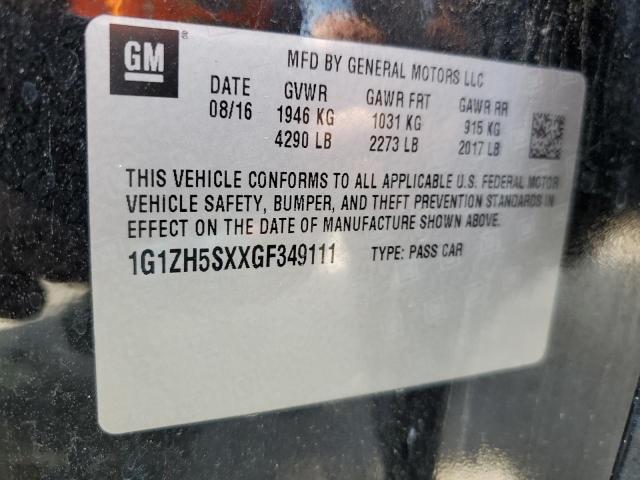 GM ®
MFD BY GENERAL MOTORS LLC
DATE GVWR GAWR FRT GAWR RR
08/16 1946 KG 1031 KG 915 KG
4290 LB 2273 LB 2017 LB
THIS VEHICLE CONFORMS TO ALL APPLICABLE U.S. FEDERAL MOTOR
VEHICLE SAFETY, BUMPER, AND THEFT PREVENTION STANDARDS IN
EFFECT ON THE DATE OF MANUFACTURE SHOWN ABOVE.
1G1ZH5SXXGF349111 TYPE: PASS CAR